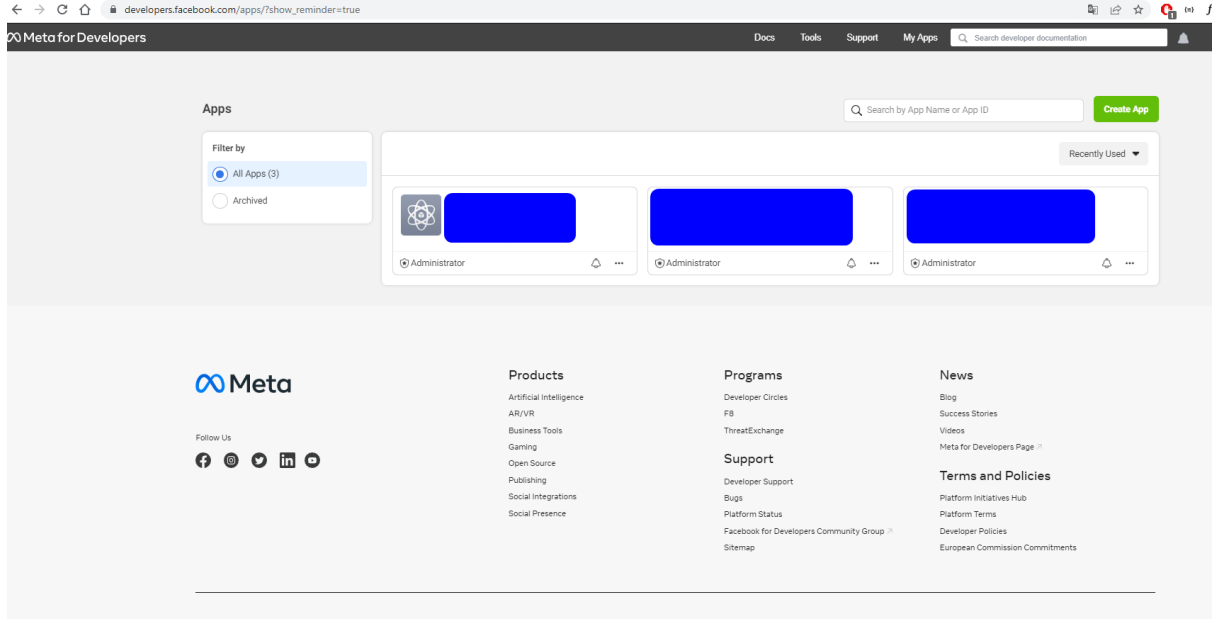 developers.facebook.com/apps/?show_reminder=true
1
Meta for Developers
Docs Tools Support My Apps Search developer documentation
Apps
Search by App Name or App ID
Create App
Filter by
All Apps (3)
Archived
Recently Used
Administrator
Administrator
Administrator
Meta
Follow Us
Products
Artificial Intelligence
AR/VR
Business Tools
Gaming
Open Source
Publishing
Social Integrations
Social Presence
Programs
Developer Circles
F8
ThreatExchange
Support
Developer Support
Bugs
Platform Status
Facebook for Developers Community Group
Sitemap
News
Blog
Success Stories
Videos
Meta for Developers Page
Terms and Policies
Platform Initiatives Hub
Platform Terms
Developer Policies
European Commission Commitments